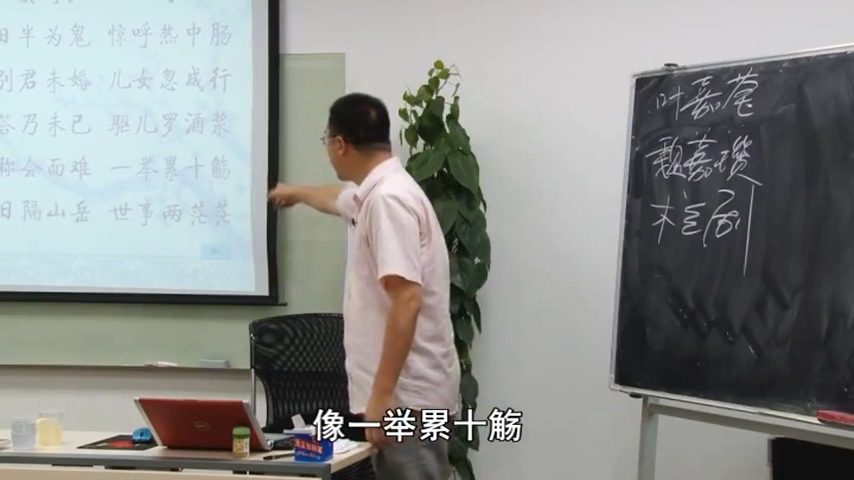 半为鬼 惊呼热中肠
别君未婚 儿女忽成行
答乃未已 驱儿罗酒浆
称会面难 一举累十觞
日隔山岳 世事两茫茫
叶嘉莹
像一举累十觞